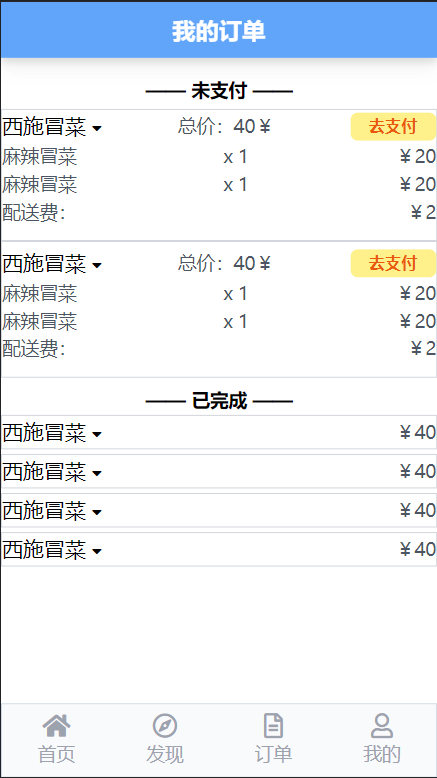 我的订单
—— 未支付 ——
西施冒菜 总价：40￥ 去支付
麻辣冒菜 x 1 ￥20
麻辣冒菜 x 1 ￥20
配送费： ￥2
西施冒菜 总价：40￥ 去支付
麻辣冒菜 x 1 ￥20
麻辣冒菜 x 1 ￥20
配送费： ￥2
—— 已完成 ——
西施冒菜 ￥40
西施冒菜 ￥40
西施冒菜 ￥40
西施冒菜 ￥40
首页 发现 订单 我的